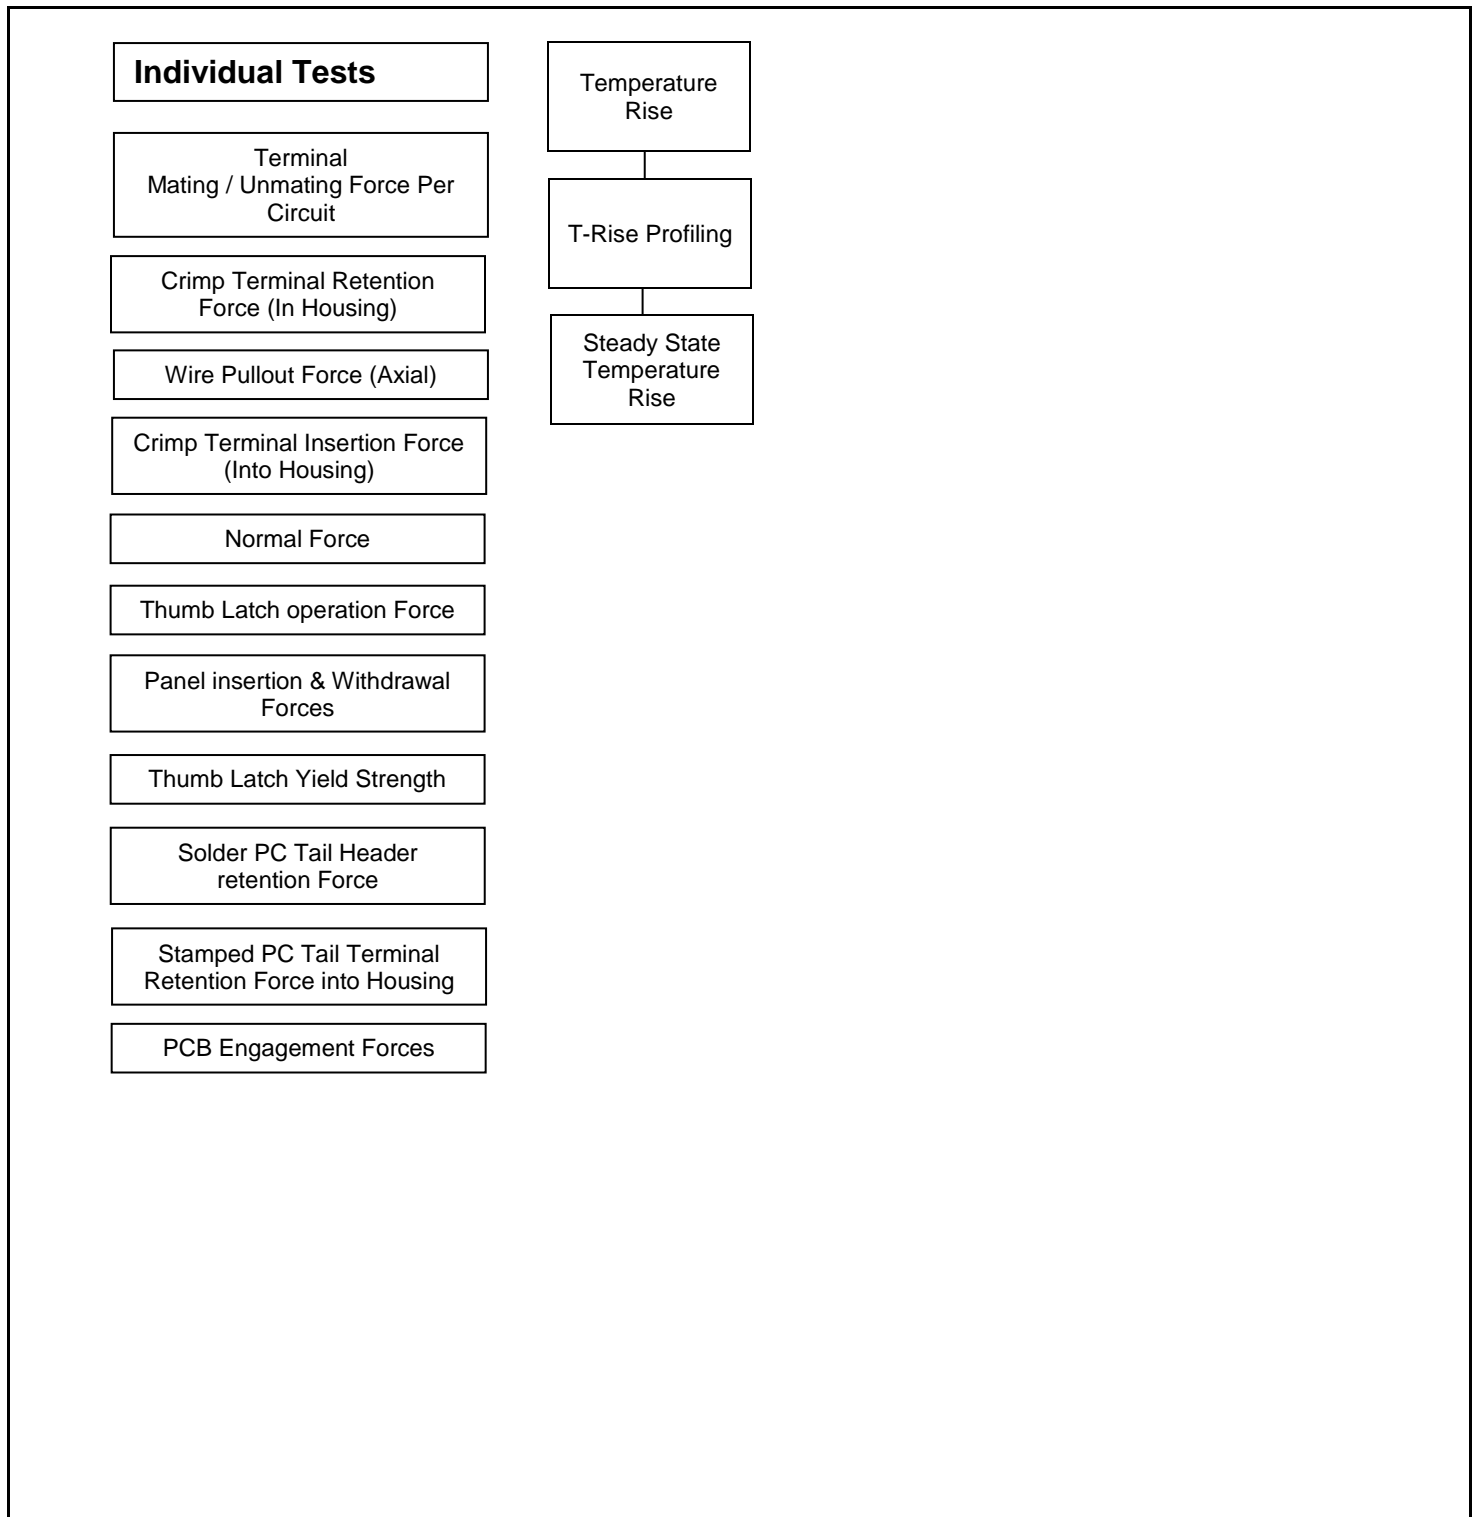 Individual Tests
Terminal
Mating / Unmating Force Per
Circuit
Crimp Terminal Retention
Force (In Housing)
Wire Pullout Force (Axial)
Crimp Terminal Insertion Force
(Into Housing)
Normal Force
Thumb Latch operation Force
Panel insertion & Withdrawal
Forces
Thumb Latch Yield Strength
Solder PC Tail Header
retention Force
Stamped PC Tail Terminal
Retention Force into Housing
PCB Engagement Forces
Temperature
Rise
T-Rise Profiling
Steady State
Temperature
Rise